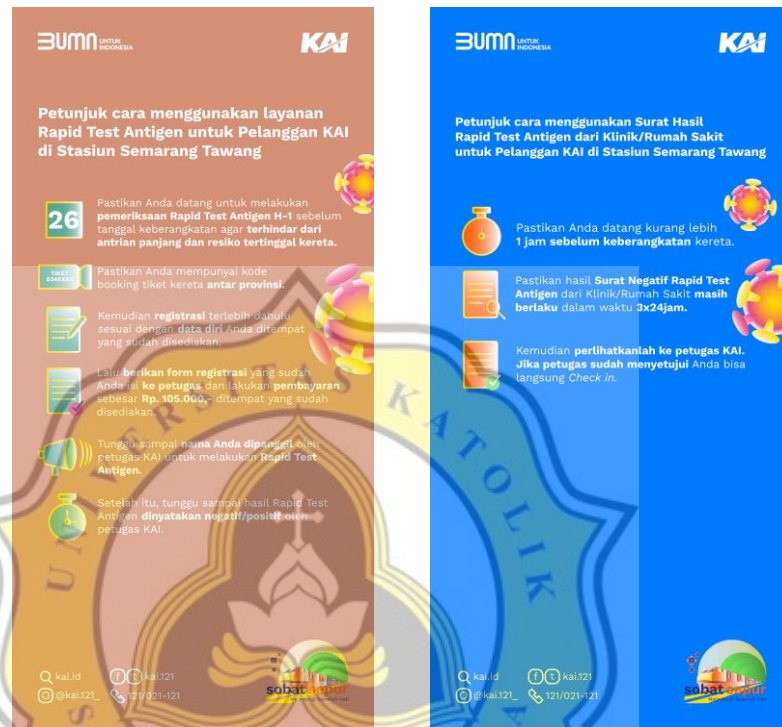 BUMN UNTUK INDONESIA
KAI
Petunjuk cara menggunakan layanan
Rapid Test Antigen untuk Pelanggan KAI
di Stasiun Semarang Tawang
26
Pastikan Anda datang untuk melakukan
pemeriksaan Rapid Test Antigen H-1 sebelum
tanggal keberangkatan agar terhindar dari
antrian panjang dan resiko tertinggal kereta.
TIKET
034XXXX
Pastikan Anda mempunyai kode
booking tiket kereta antar provinsi.
Kemudian registrasi terlebih dahulu
sesuai dengan data diri Anda ditempat
yang sudah disediakan.
Lalu berikan form registrasi yang sudah
Anda isi ke petugas dan lakukan pembayaran
sebesar Rp. 105.000,- ditempat yang sudah
disediakan.
Tunggu sampai nama Anda dipanggil oleh
petugas KAI untuk melakukan Rapid Test
Antigen.
Setelah itu, tunggu sampai hasil Rapid Test
Antigen dinyatakan negatif/positif oleh
petugas KAI.
kai.id
kai.121
@kai.121_
121/021-121
sobat sepur
BUMN UNTUK INDONESIA
KAI
Petunjuk cara menggunakan Surat Hasil
Rapid Test Antigen dari Klinik/Rumah Sakit
untuk Pelanggan KAI di Stasiun Semarang Tawang
Pastikan Anda datang kurang lebih
1 jam sebelum keberangkatan kereta.
Pastikan hasil Surat Negatif Rapid Test
Antigen dari Klinik/Rumah Sakit masih
berlaku dalam waktu 3x24jam.
Kemudian perlihatkanlah ke petugas KAI.
Jika petugas sudah menyetujui Anda bisa
langsung Check in.
kai.id
kai.121
@kai.121_
121/021-121
sobat sepur
UNIVERSITAS KATOLIK